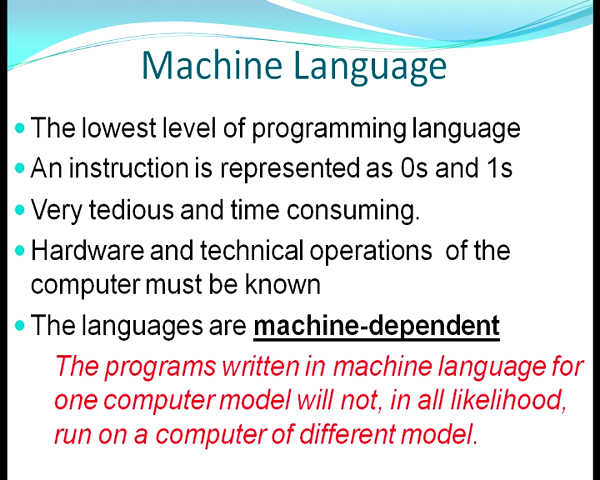 Machine Language
The lowest level of programming language
An instruction is represented as 0s and 1s
Very tedious and time consuming.
Hardware and technical operations of the
computer must be known
The languages are machine-dependent
The programs written in machine language for
one computer model will not, in all likelihood,
run on a computer of different model.